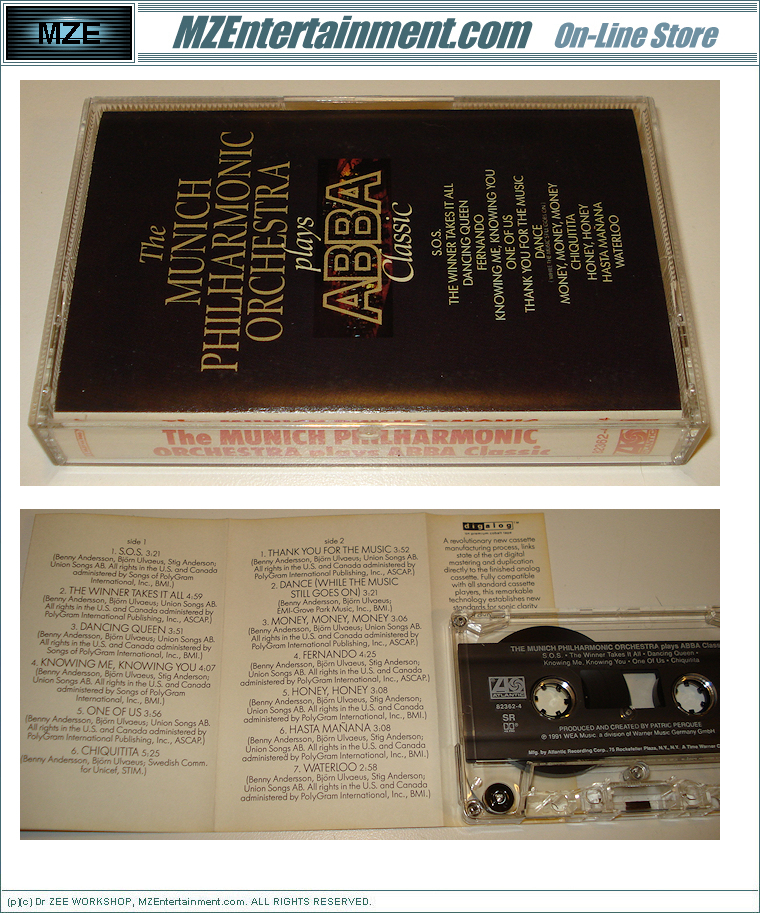 MZE
MZEntertainment.com On-Line Store
The
MUNICH
PHILHARMONIC
ORCHESTRA
plays
ABBA
Classic
S.O.S.
THE WINNER TAKES IT ALL
DANCING QUEEN
FERNANDO
KNOWING ME, KNOWING YOU
ONE OF US
THANK YOU FOR THE MUSIC
DANCE
(WHILE THE MUSIC STILL GOES ON)
MONEY, MONEY, MONEY
CHIQUITITA
HONEY, HONEY
HASTA MAÑANA
WATERLOO
The MUNICH PHILHARMONIC
ORCHESTRA plays ABBA Classic
82362-4
ATLANTIC
side 1
1. S.O.S. 3:21
(Benny Andersson, Björn Ulvaeus, Stig Anderson;
Union Songs AB. All rights in the U.S. and Canada
administered by Songs of PolyGram
International, Inc., BMI.)
2. THE WINNER TAKES IT ALL 4:59
(Benny Andersson, Björn Ulvaeus; Union Songs AB.
All rights in the U.S. and Canada administered by
PolyGram International Publishing, Inc., ASCAP.)
3. DANCING QUEEN 3:51
(Benny Andersson, Björn Ulvaeus; Union Songs AB.
All rights in the U.S. and Canada administered by
Songs of PolyGram International, Inc., BMI.)
4. KNOWING ME, KNOWING YOU 4:07
(Benny Andersson, Björn Ulvaeus, Stig Anderson;
Union Songs AB. All rights in the U.S. and Canada
administered by Songs of PolyGram
International, Inc., BMI.)
5. ONE OF US 3:56
(Benny Andersson, Björn Ulvaeus; Union Songs AB.
All rights in the U.S. and Canada administered by
PolyGram International Publishing, Inc., ASCAP.)
6. CHIQUITITA 5:25
(Benny Andersson, Björn Ulvaeus; Swedish Comm.
for Unicef, STIM.)
side 2
1. THANK YOU FOR THE MUSIC 3:52
(Benny Andersson, Björn Ulvaeus; Union Songs AB.
All rights in the U.S. and Canada administered by
PolyGram International Publishing, Inc., ASCAP.)
2. DANCE (WHILE THE MUSIC
STILL GOES ON) 3:21
(Benny Andersson, Björn Ulvaeus;
EMI-Grove Park Music, Inc., BMI.)
3. MONEY, MONEY, MONEY 3:06
(Benny Andersson, Björn Ulvaeus; Union Songs AB.
All rights in the U.S. and Canada administered by
PolyGram International Publishing, Inc., ASCAP.)
4. FERNANDO 4:25
(Benny Andersson, Björn Ulvaeus, Stig Anderson;
Union Songs AB. All rights in the U.S. and Canada
administered by PolyGram International, Inc., BMI.)
5. HONEY, HONEY 3:08
(Benny Andersson, Björn Ulvaeus, Stig Anderson;
Union Songs AB. All rights in the U.S. and Canada
administered by PolyGram International, Inc., BMI.)
6. HASTA MAÑANA 3:08
(Benny Andersson, Björn Ulvaeus, Stig Anderson;
Union Songs AB. All rights in the U.S. and Canada
administered by PolyGram International, Inc., BMI.)
7. WATERLOO 2:58
(Benny Andersson, Björn Ulvaeus, Stig Anderson;
Union Songs AB. All rights in the U.S. and Canada
administered by PolyGram International, Inc., BMI.)
digalog
A revolutionary new cassette
manufacturing process, links
state of the art digital
mastering and duplication
directly to the finished analog
cassette. Fully compatible
with all standard cassette
players, this remarkable
technology establishes new
standards for sonic clarity
THE MUNICH PHILHARMONIC ORCHESTRA plays ABBA Class
S.O.S. • The Winner Takes It All • Dancing Queen •
Knowing Me, Knowing You • One Of Us • Chiquitita
ATLANTIC
82362-4
SR
PRODUCED AND CREATED BY PATRIC PERQUEE
℗ 1991 WEA Music a division of Warner Music Germany GmbH
Mfg. by Atlantic Recording Corp., 75 Rockefeller Plaza, N.Y., N.Y. A Time Warner C
(p)(c) Dr ZEE WORKSHOP, MZEntertainment.com. ALL RIGHTS RESERVED.